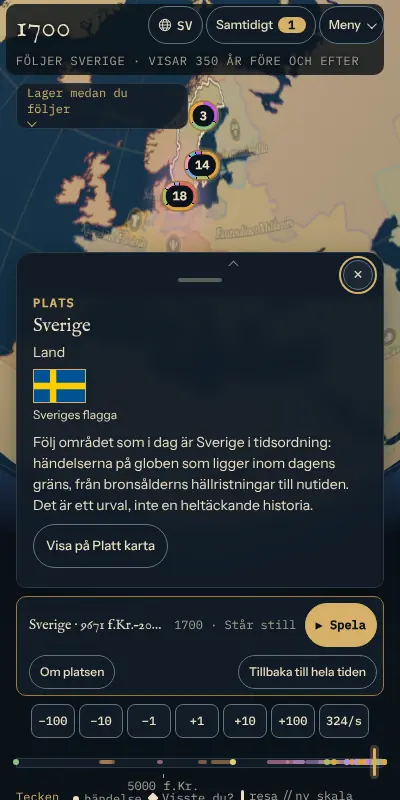 1700
SV
Samtidigt 1
Meny
FÖLJER SVERIGE · VISAR 350 ÅR FÖRE OCH EFTER
Lager medan du
följer
3
14
18
×
PLATS
Sverige
Land
Sveriges flagga
Följ området som i dag är Sverige i tidsordning:
händelserna på globen som ligger inom dagens
gräns, från bronsålderns hällristningar till nutiden.
Det är ett urval, inte en heltäckande historia.
Visa på Platt karta
Sverige · 9671 f.Kr.–20…
1700 · Står still
▶ Spela
Om platsen
Tillbaka till hela tiden
−100
−10
−1
+1
+10
+100
324/s
5000 f.Kr.
Tecken
händelse
Visste du?
resa // ny skala